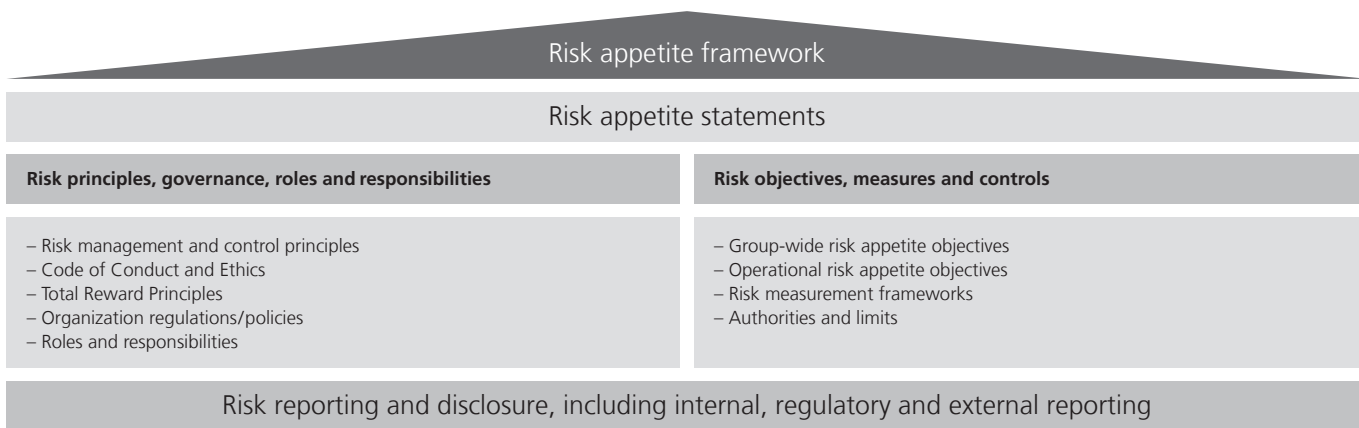 Risk appetite framework
Risk appetite statements
Risk principles, governance, roles and responsibilities
– Risk management and control principles
– Code of Conduct and Ethics
– Total Reward Principles
– Organization regulations/policies
– Roles and responsibilities
Risk objectives, measures and controls
– Group-wide risk appetite objectives
– Operational risk appetite objectives
– Risk measurement frameworks
– Authorities and limits
Risk reporting and disclosure, including internal, regulatory and external reporting